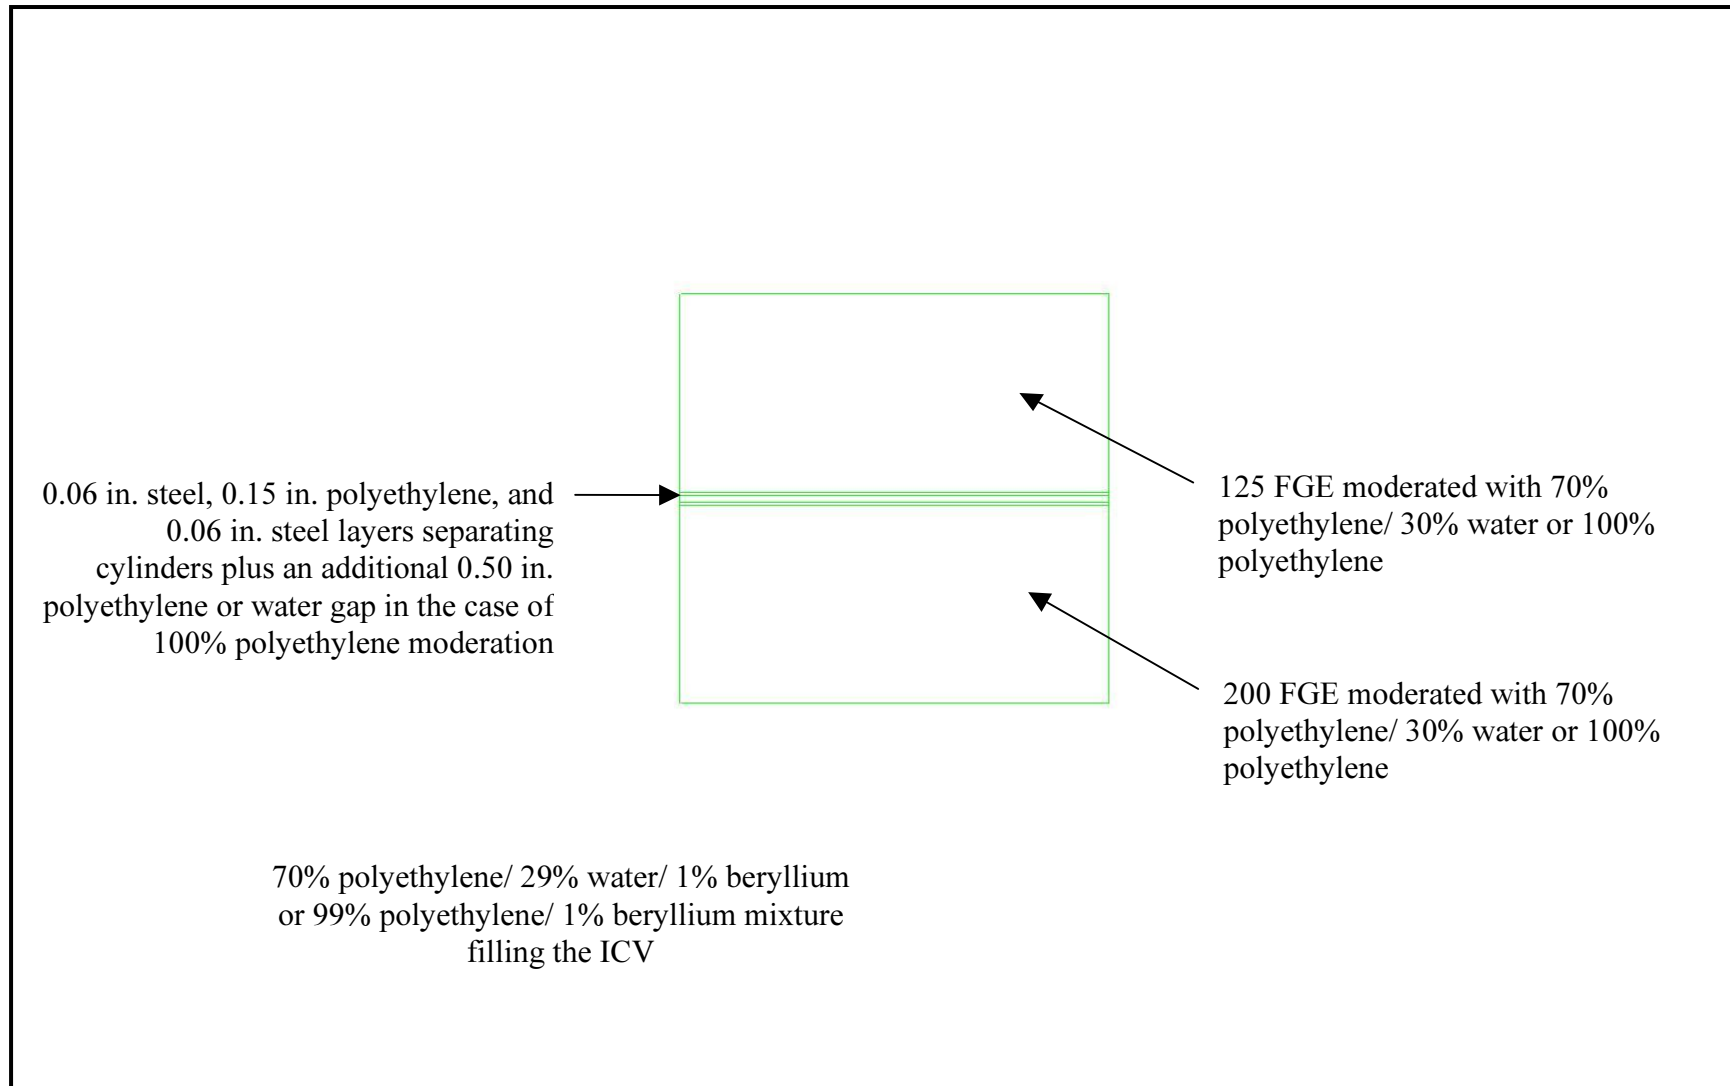 0.06 in. steel, 0.15 in. polyethylene, and
0.06 in. steel layers separating
cylinders plus an additional 0.50 in.
polyethylene or water gap in the case of
100% polyethylene moderation
125 FGE moderated with 70%
polyethylene/ 30% water or 100%
polyethylene
200 FGE moderated with 70%
polyethylene/ 30% water or 100%
polyethylene
70% polyethylene/ 29% water/ 1% beryllium
or 99% polyethylene/ 1% beryllium mixture
filling the ICV